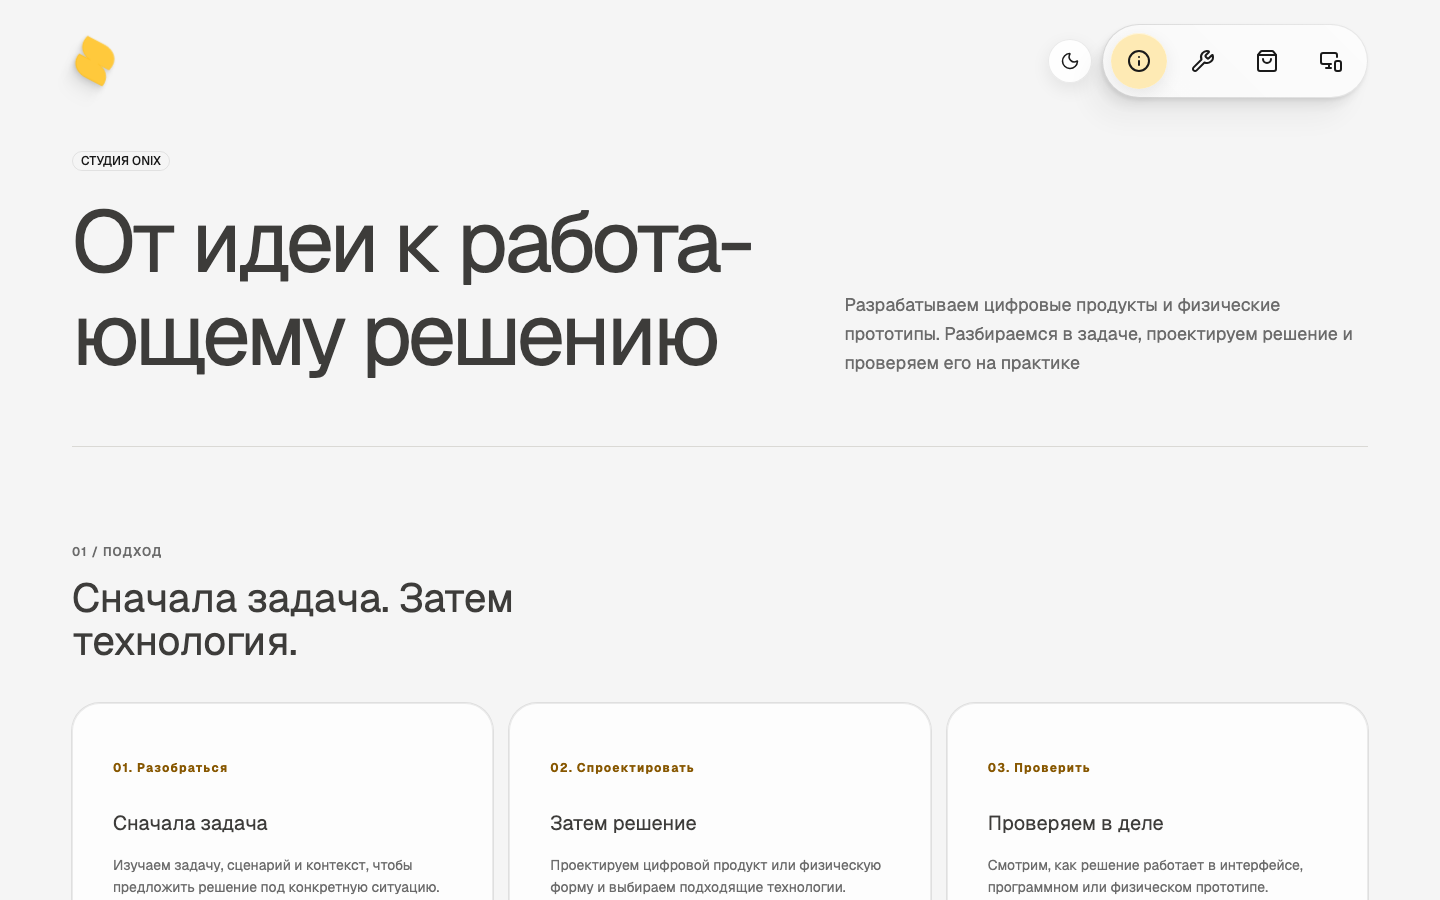 СТУДИЯ ONIX
От идеи к работа-
ющему решению
Разрабатываем цифровые продукты и физические
прототипы. Разбираемся в задаче, проектируем решение и
проверяем его на практике
01 / ПОДХОД
Сначала задача. Затем
технология.
01. Разобраться
Сначала задача
Изучаем задачу, сценарий и контекст, чтобы
предложить решение под конкретную ситуацию.
02. Спроектировать
Затем решение
Проектируем цифровой продукт или физическую
форму и выбираем подходящие технологии.
03. Проверить
Проверяем в деле
Смотрим, как решение работает в интерфейсе,
программном или физическом прототипе.